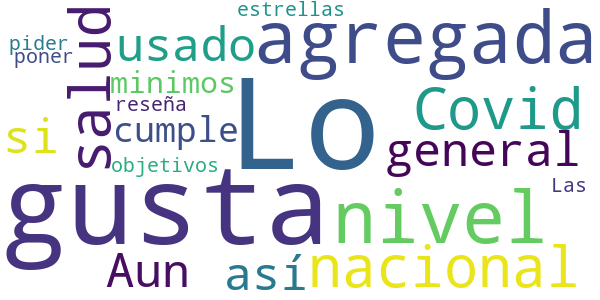 estrellas
pider
poner
salud
usado
agregada
minimos
Lo
reseña
Covid
si
cumple
general
objetivos
gusta
nivel
Las
Aun
así
nacional